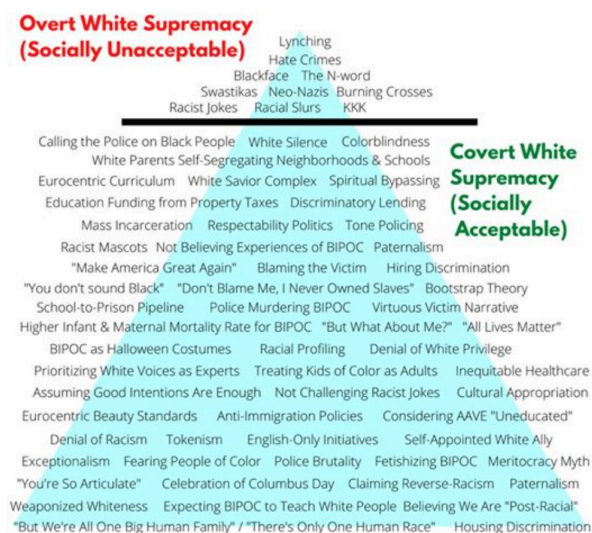 Overt White Supremacy
(Socially Unacceptable)
Lynching
Hate Crimes
Blackface The N-word
Swastikas Neo-Nazis Burning Crosses
Racist Jokes Racial Slurs KKK
Covert White
Supremacy
(Socially
Acceptable)
Calling the Police on Black People White Silence Colorblindness
White Parents Self-Segregating Neighborhoods & Schools
Eurocentric Curriculum White Savior Complex Spiritual Bypassing
Education Funding from Property Taxes Discriminatory Lending
Mass Incarceration Respectability Politics Tone Policing
Racist Mascots Not Believing Experiences of BIPOC Paternalism
"Make America Great Again" Blaming the Victim Hiring Discrimination
"You don't sound Black" "Don't Blame Me, I Never Owned Slaves" Bootstrap Theory
School-to-Prison Pipeline Police Murdering BIPOC Virtuous Victim Narrative
Higher Infant & Maternal Mortality Rate for BIPOC "But What About Me?" "All Lives Matter"
BIPOC as Halloween Costumes Racial Profiling Denial of White Privilege
Prioritizing White Voices as Experts Treating Kids of Color as Adults Inequitable Healthcare
Assuming Good Intentions Are Enough Not Challenging Racist Jokes Cultural Appropriation
Eurocentric Beauty Standards Anti-Immigration Policies Considering AAVE "Uneducated"
Denial of Racism Tokenism English-Only Initiatives Self-Appointed White Ally
Exceptionalism Fearing People of Color Police Brutality Fetishizing BIPOC Meritocracy Myth
"You're So Articulate" Celebration of Columbus Day Claiming Reverse-Racism Paternalism
Weaponized Whiteness Expecting BIPOC to Teach White People Believing We Are "Post-Racial"
"But We're All One Big Human Family" / "There's Only One Human Race" Housing Discrimination